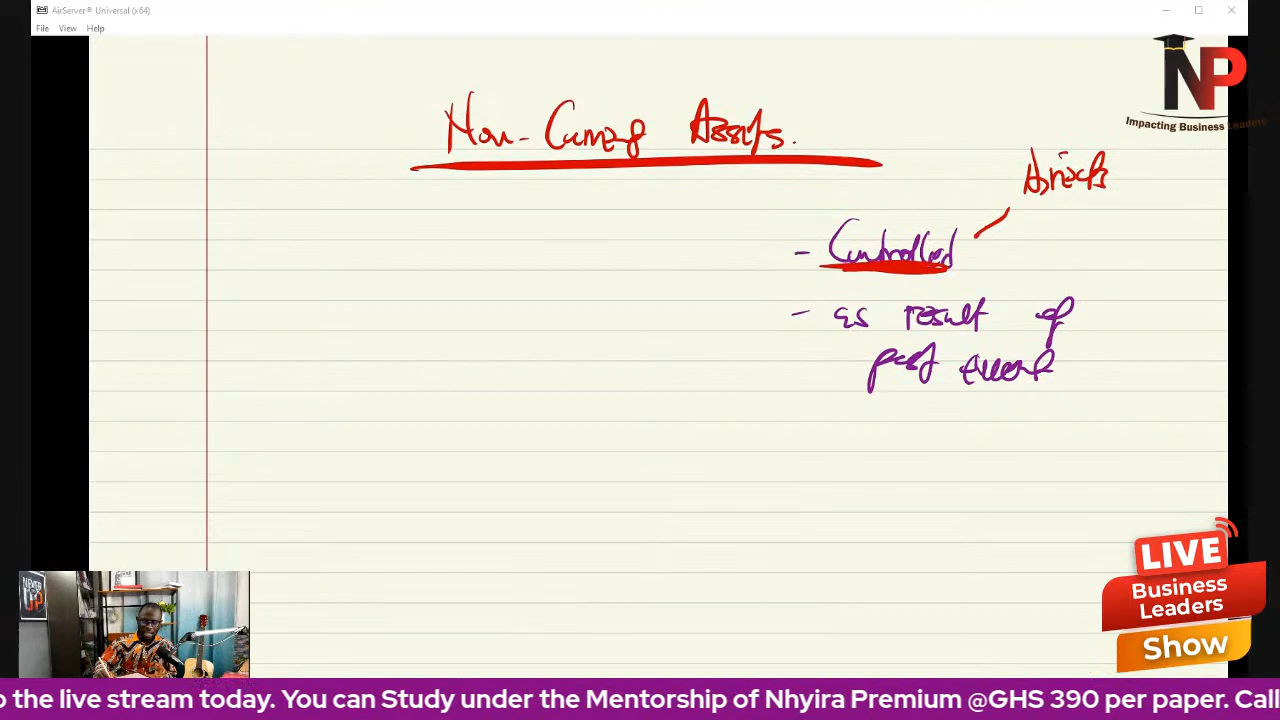 AirServer® Universal (x64)
File View Help
NP
Impacting Business Leaders
Non-Current Assets.
- Controlled
- as result of
past event
NEVER
UP
LIVE
Business
Leaders
Show
o the live stream today. You can Study under the Mentorship of Nhyira Premium @GHS 390 per paper. Call